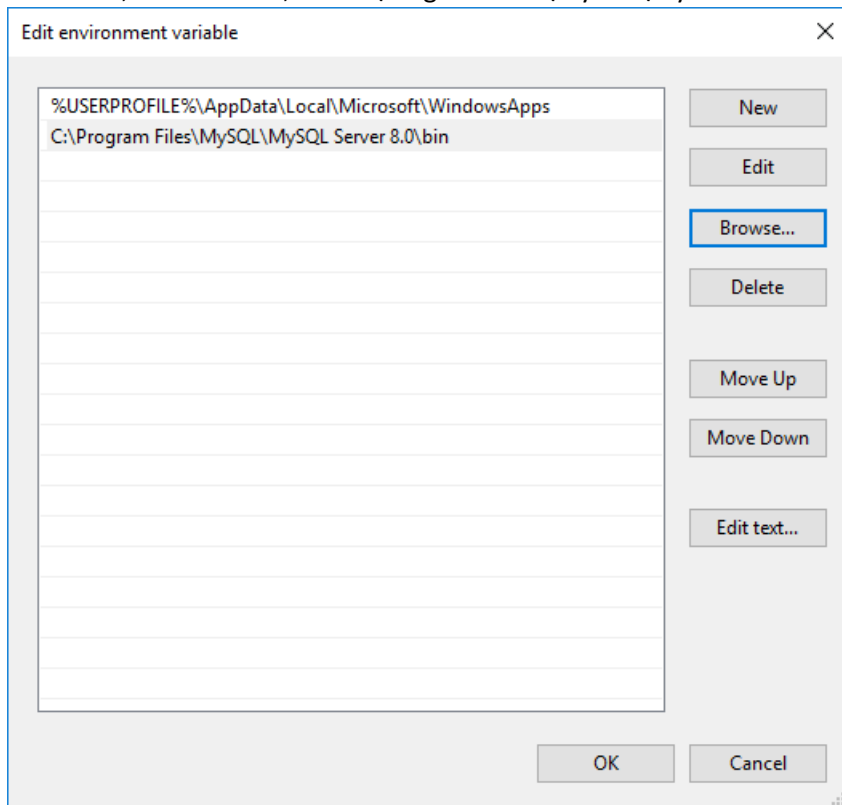 Edit environment variable
%USERPROFILE%\AppData\Local\Microsoft\WindowsApps
C:\Program Files\MySQL\MySQL Server 8.0\bin
New
Edit
Browse...
Delete
Move Up
Move Down
Edit text...
OK
Cancel